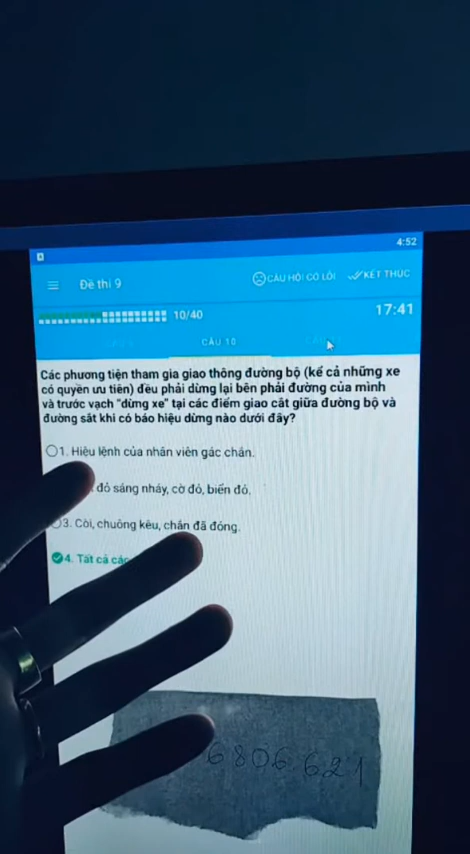 4:52
Đề thi 9
CÂU HỎI CÓ LỖI
KẾT THÚC
10/40
17:41
CÂU 10
Các phương tiện tham gia giao thông đường bộ (kể cả những xe
có quyền ưu tiên) đều phải dừng lại bên phải đường của mình
và trước vạch "dừng xe" tại các điểm giao cắt giữa đường bộ và
đường sắt khi có báo hiệu dừng nào dưới đây?
1. Hiệu lệnh của nhân viên gác chắn.
đỏ sáng nháy, cờ đỏ, biển đỏ.
3. Còi, chuông kêu, chắn đã đóng.
4. Tất cả các
6806 621